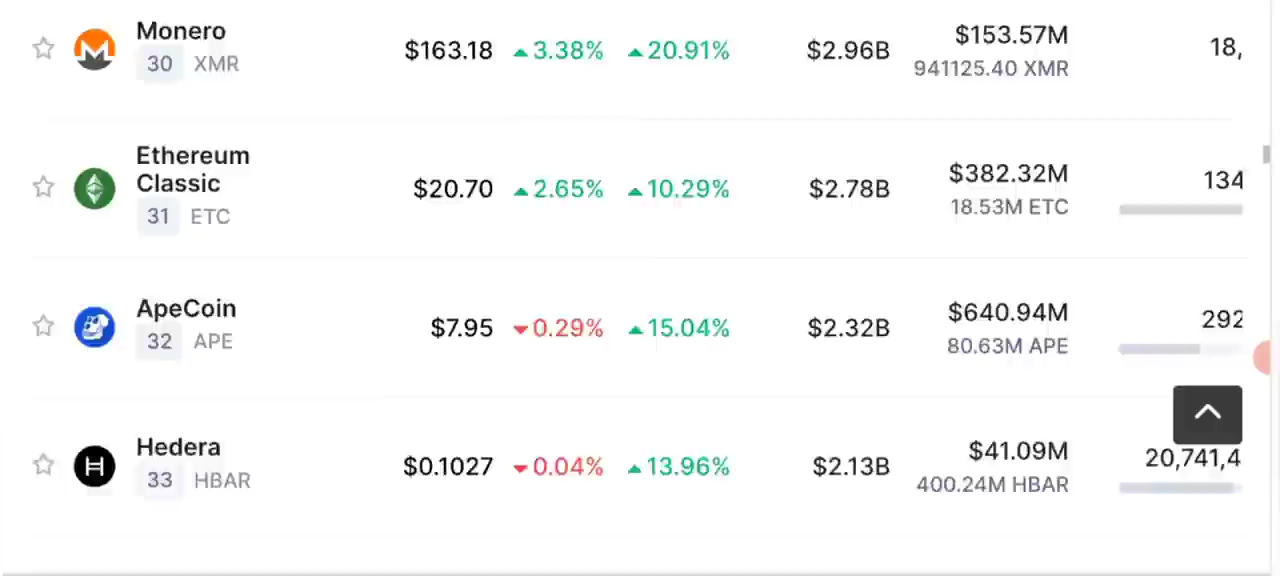 Monero
30 XMR
$163.18 3.38% 20.91% $2.96B $153.57M
941125.40 XMR
18,
Ethereum
Classic
31 ETC
$20.70 2.65% 10.29% $2.78B $382.32M
18.53M ETC
134
ApeCoin
32 APE
$7.95 0.29% 15.04% $2.32B $640.94M
80.63M APE
292
Hedera
33 HBAR
$0.1027 0.04% 13.96% $2.13B $41.09M
400.24M HBAR
20,741,4